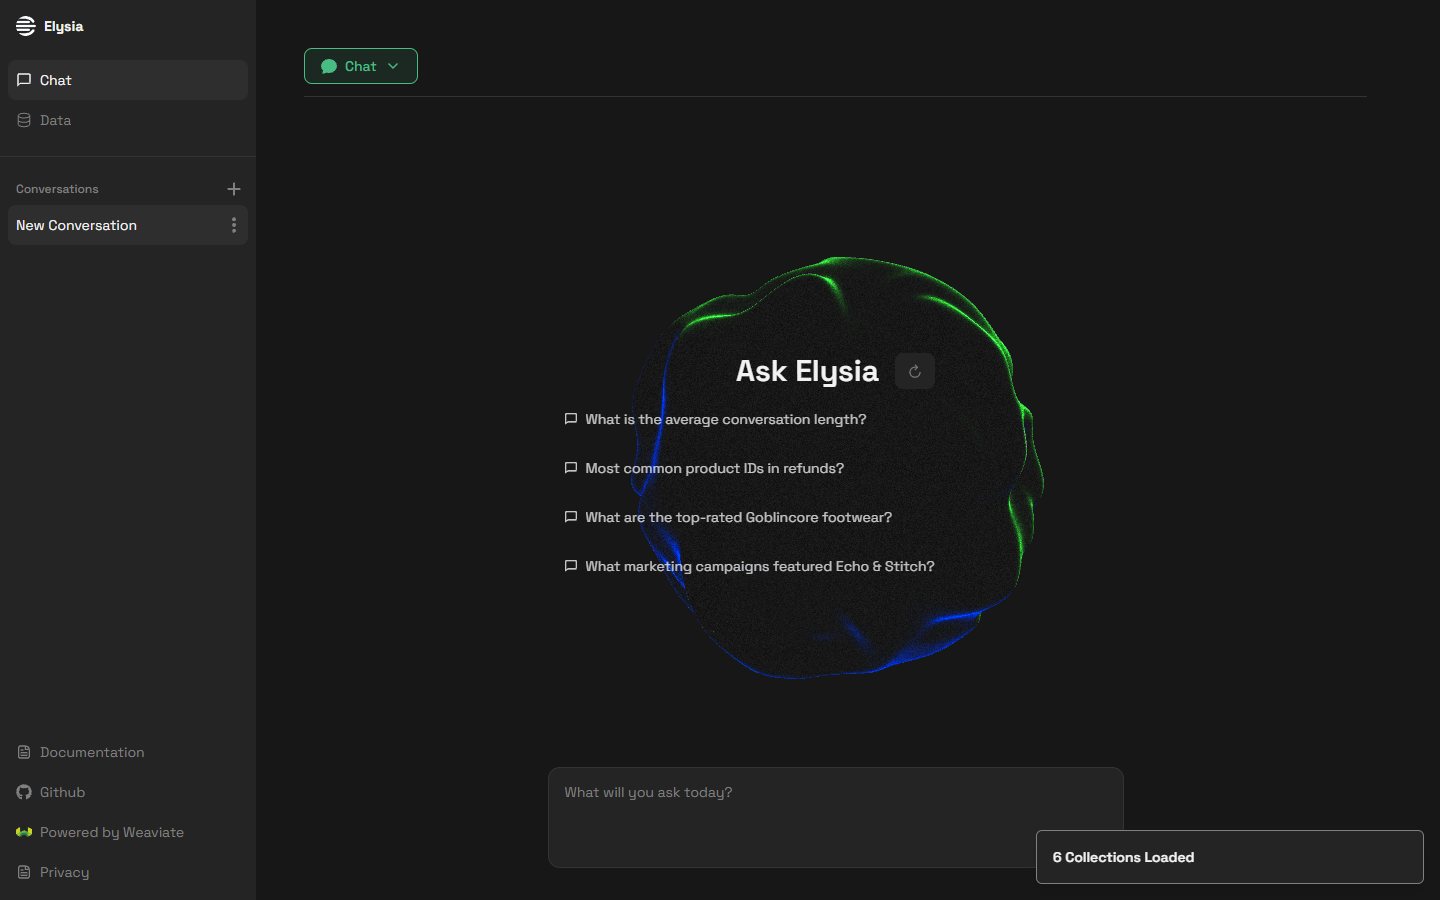 Elysia
Chat
Data
Conversations
New Conversation
Documentation
Github
Powered by Weaviate
Privacy
Chat
Ask Elysia
What is the average conversation length?
Most common product IDs in refunds?
What are the top-rated Goblincore footwear?
What marketing campaigns featured Echo & Stitch?
What will you ask today?
6 Collections Loaded